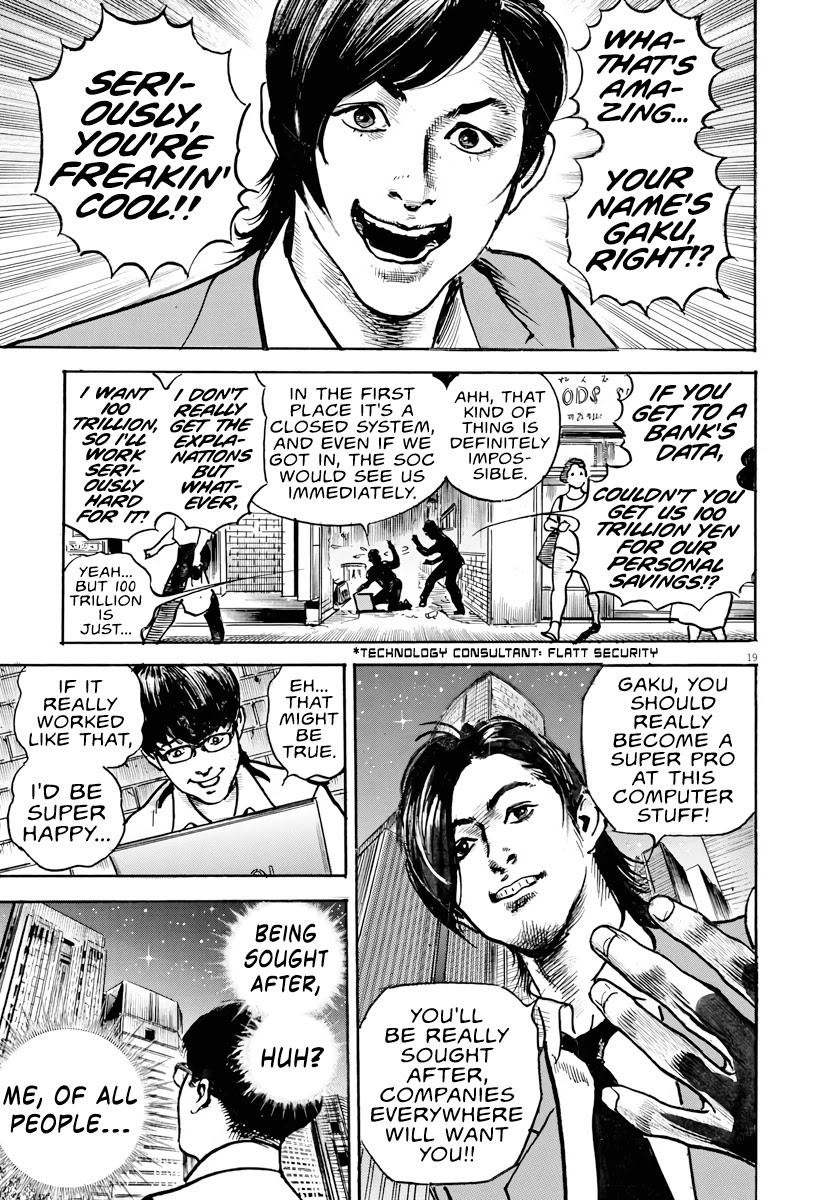 WHA-
THAT'S
AMA-
ZING...
YOUR
NAME'S
GAKU,
RIGHT!?
SERI-
OUSLY,
YOU'RE
FREAKIN'
COOL!!
IF YOU
GET TO A
BANK'S
DATA,
COULDN'T YOU
GET US 100
TRILLION YEN
FOR OUR
PERSONAL
SAVINGS!?
ODS
AHH, THAT
KIND OF
THING IS
DEFINITELY
IMPOS-
SIBLE.
IN THE FIRST
PLACE IT'S A
CLOSED SYSTEM,
AND EVEN IF WE
GOT IN, THE SOC
WOULD SEE US
IMMEDIATELY.
I DON'T
REALLY
GET THE
EXPLA-
NATIONS
BUT
WHAT-
EVER,
I WANT
100
TRILLION,
SO I'LL
WORK
SERI-
OUSLY
HARD
FOR IT!
YEAH...
BUT 100
TRILLION
IS
JUST...
*TECHNOLOGY CONSULTANT: FLATT SECURITY
19
GAKU, YOU
SHOULD
REALLY
BECOME A
SUPER PRO
AT THIS
COMPUTER
STUFF!
YOU'LL
BE REALLY
SOUGHT
AFTER,
COMPANIES
EVERYWHERE
WILL WANT
YOU!!
EH...
THAT
MIGHT
BE
TRUE.
IF IT
REALLY
WORKED
LIKE THAT,
I'D BE
SUPER
HAPPY...
BEING
SOUGHT
AFTER,
HUH?
ME, OF ALL
PEOPLE...